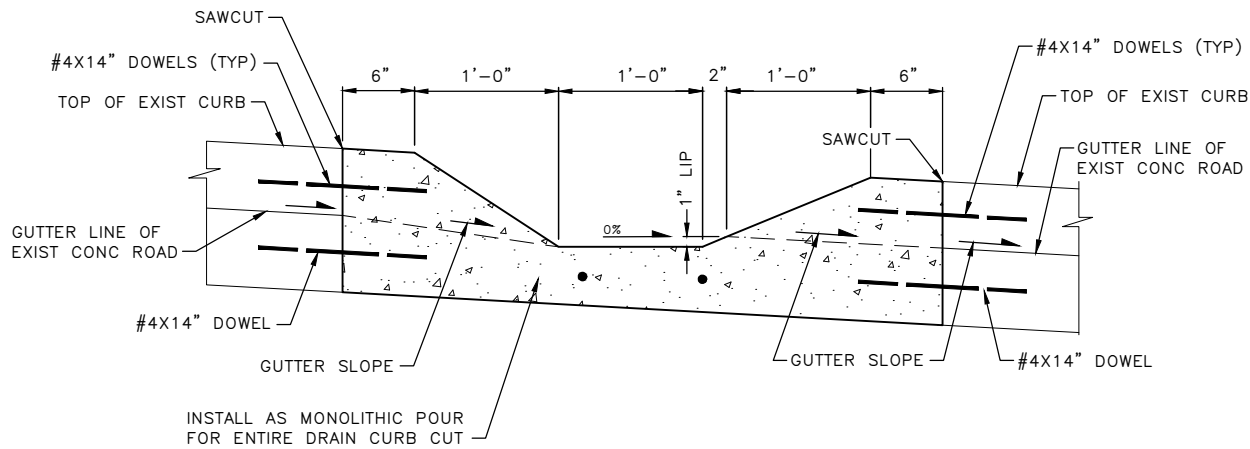 SAWCUT
#4X14" DOWELS (TYP)
TOP OF EXIST CURB
6"
1'-0"
1'-0"
2"
1'-0"
6"
#4X14" DOWELS (TYP)
TOP OF EXIST CURB
SAWCUT
GUTTER LINE OF
EXIST CONC ROAD
1" LIP
0%
GUTTER LINE OF
EXIST CONC ROAD
#4X14" DOWEL
GUTTER SLOPE
GUTTER SLOPE
#4X14" DOWEL
INSTALL AS MONOLITHIC POUR
FOR ENTIRE DRAIN CURB CUT